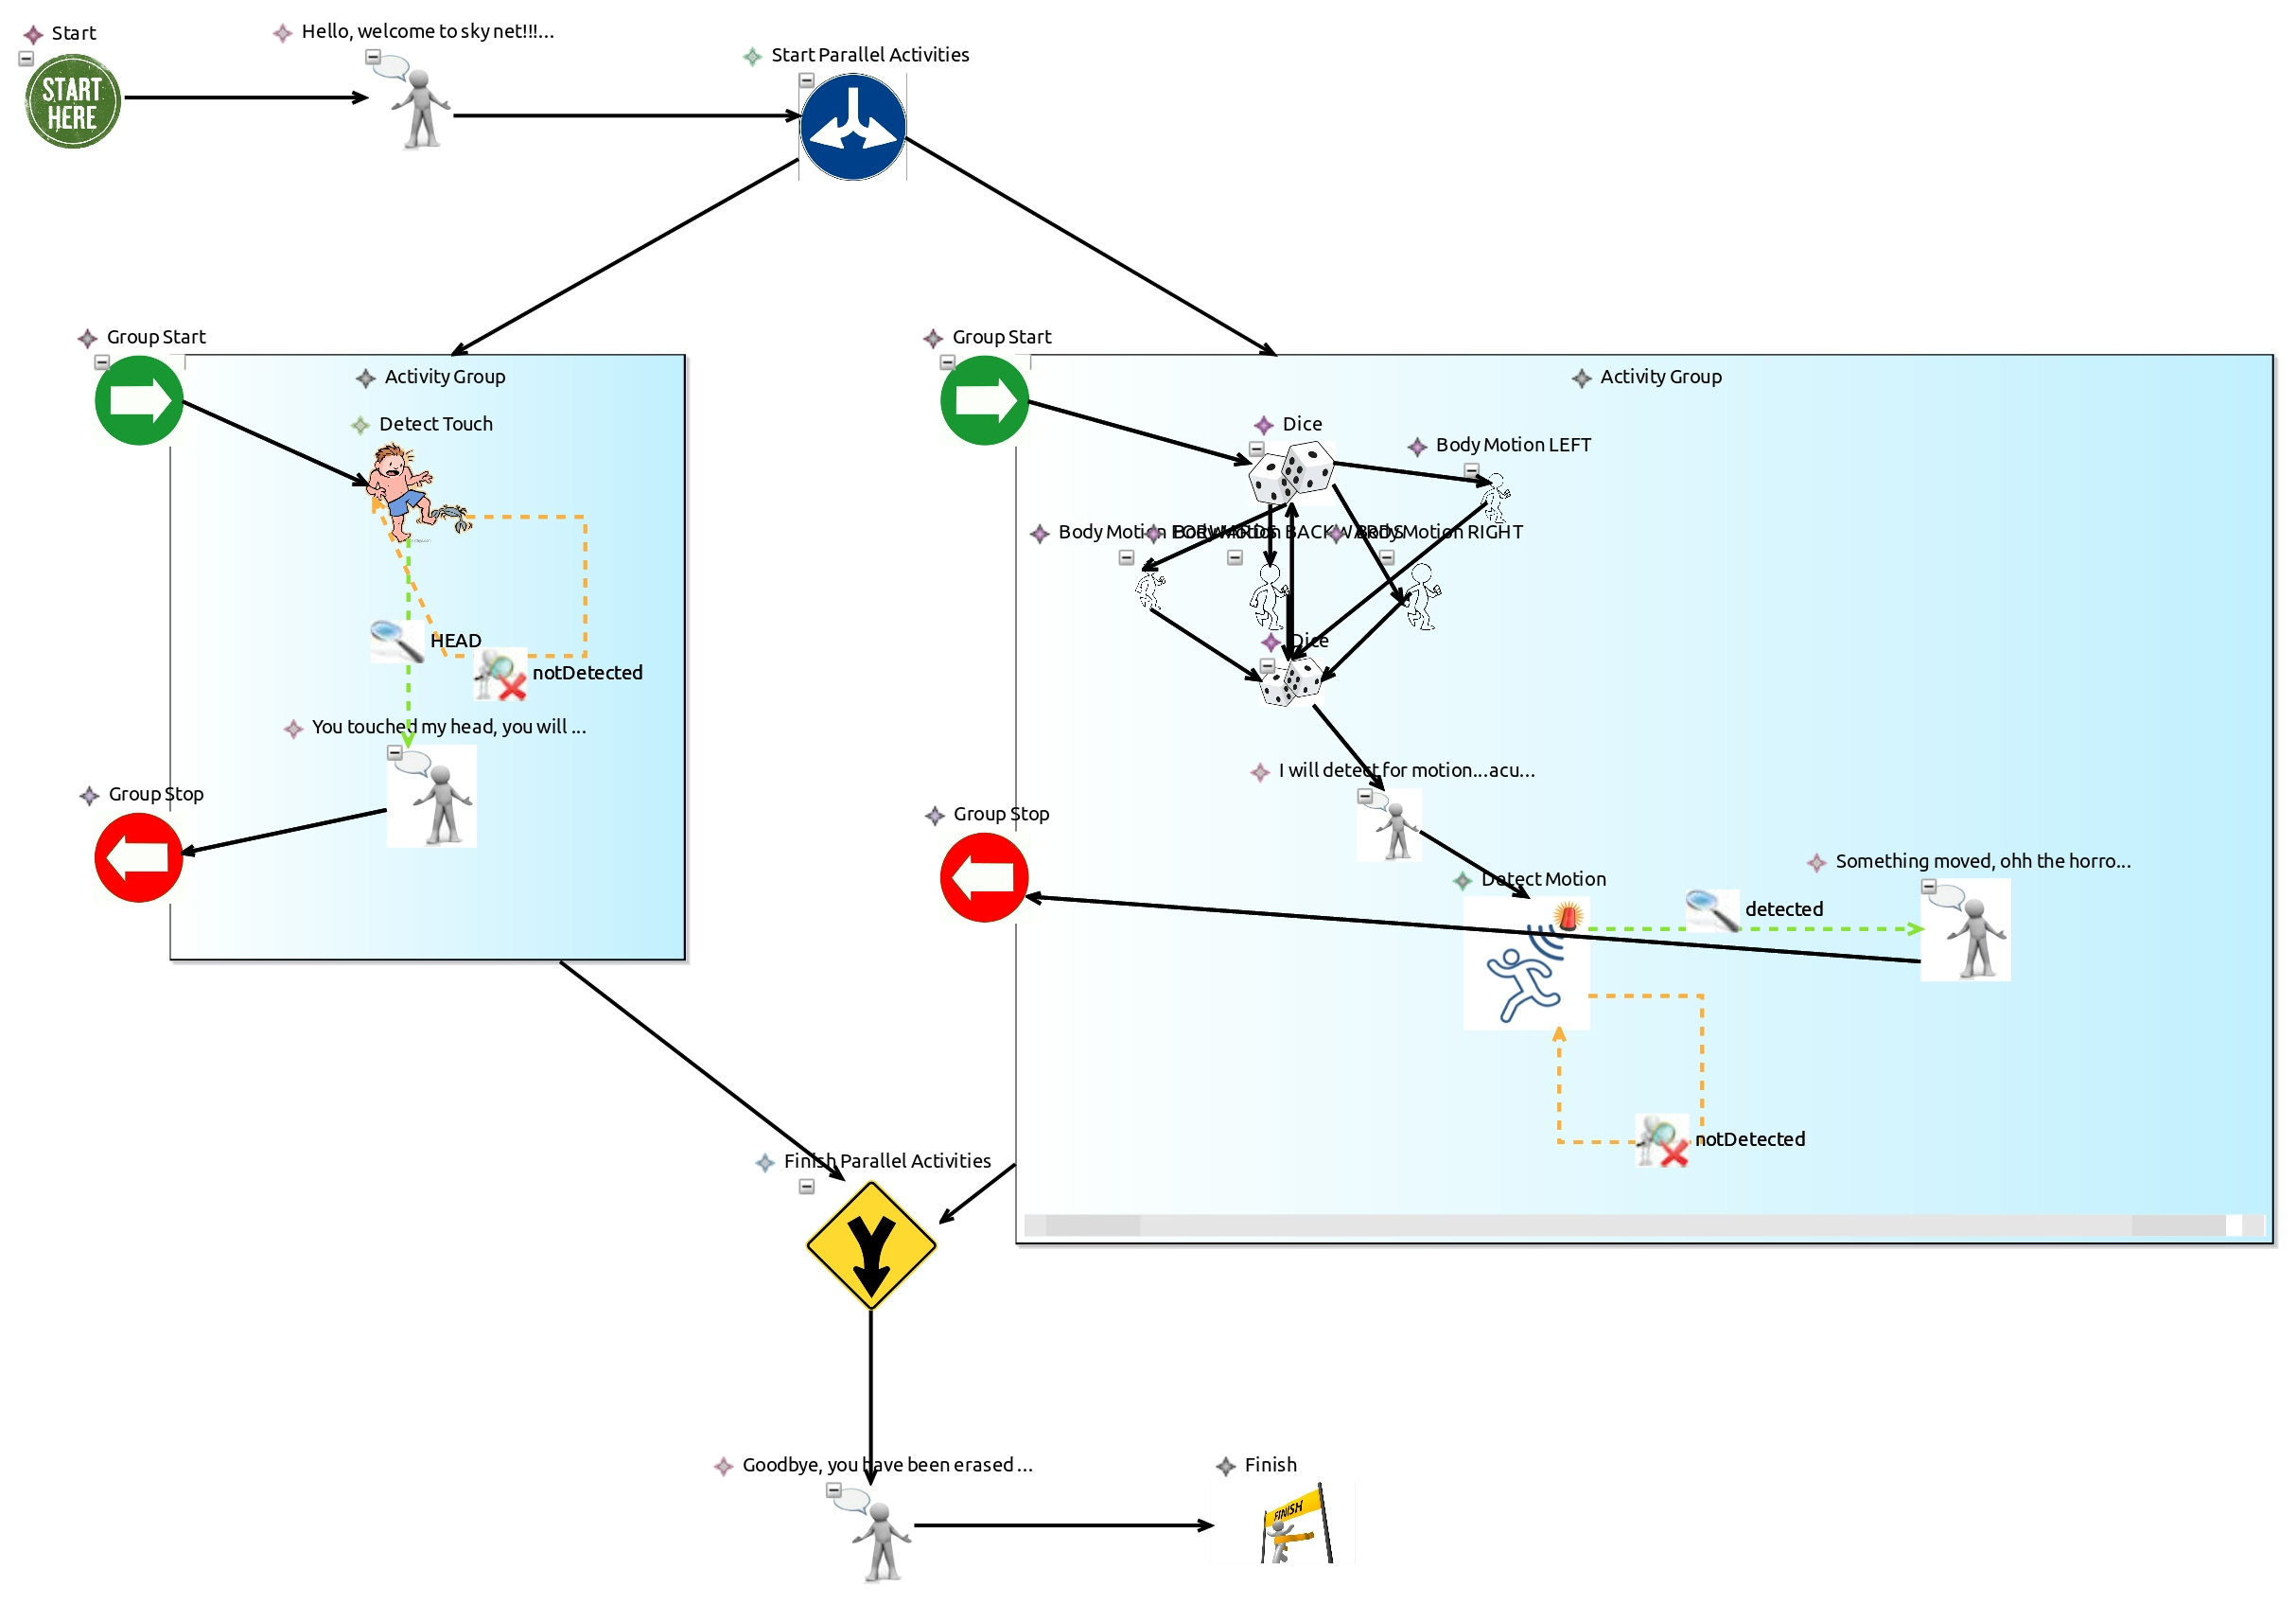 Start
Hello, welcome to sky net!!!...
Start Parallel Activities
START
HERE
Group Start
Activity Group
Detect Touch
HEAD
notDetected
You touched my head, you will ...
Group Stop
Group Start
Activity Group
Dice
Body Motion LEFT
Body Motion FORWARDS
Body Motion BACKWARDS
Body Motion RIGHT
Dice
I will detect for motion...acu...
Group Stop
Detect Motion
detected
Something moved, ohh the horro...
notDetected
Finish Parallel Activities
Goodbye, you have been erased ...
Finish
FINISH